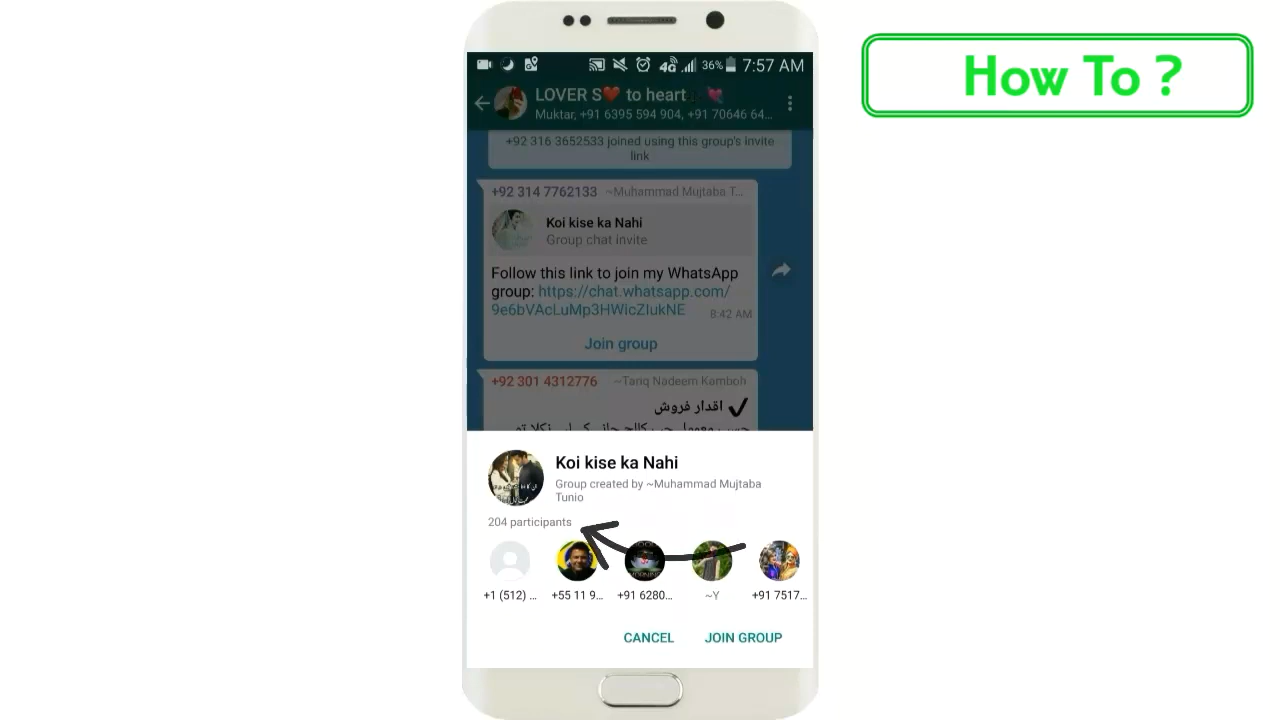 How To ?
4G 36% 7:57 AM
LOVER S❤️ to heart 💘
Muktar, +91 6395 594 904, +91 70646 64...
+92 316 3652533 joined using this group's invite
link
+92 314 7762133 ~Muhammad Mujtaba T...
Koi kise ka Nahi
Group chat invite
Follow this link to join my WhatsApp
group: https://chat.whatsapp.com/
9e6bVAcLuMp3HWicZIukNE 8:42 AM
Join group
+92 301 4312776 ~Tariq Nadeem Kamboh
✔ اقدار فروش
Koi kise ka Nahi
Group created by ~Muhammad Mujtaba
Tunio
204 participants
+1 (512) ... +55 11 9... +91 6280... ~Y +91 7517...
CANCEL JOIN GROUP